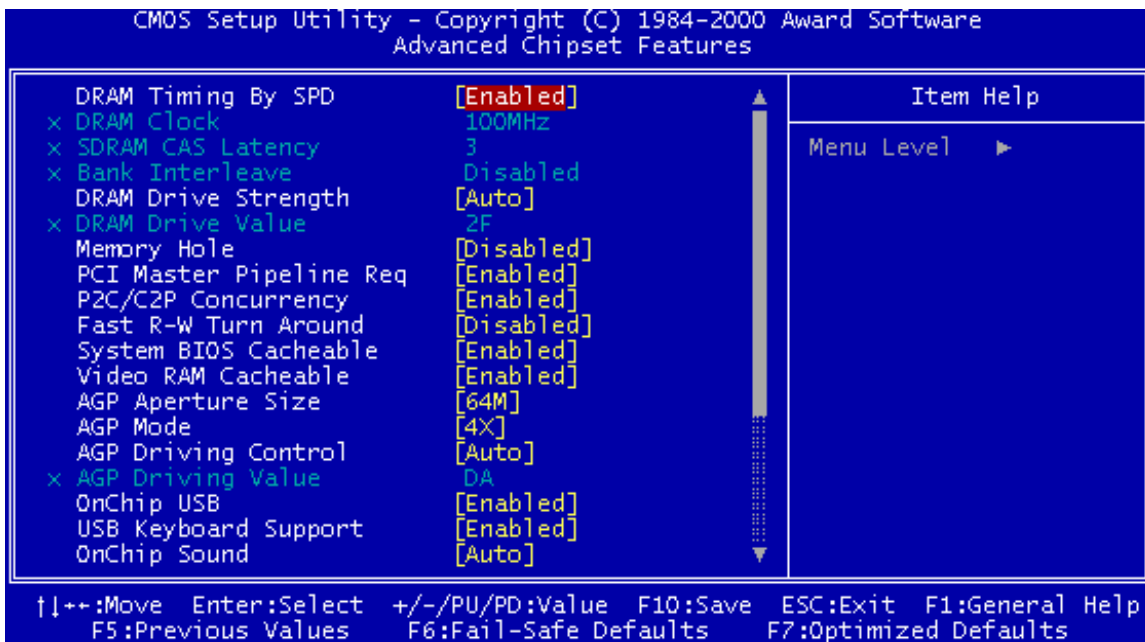 CMOS Setup Utility – Copyright (C) 1984–2000 Award Software
Advanced Chipset Features
DRAM Timing By SPD [Enabled]
x DRAM Clock 100MHz
x SDRAM CAS Latency 3
x Bank Interleave Disabled
DRAM Drive Strength [Auto]
x DRAM Drive Value 2F
Memory Hole [Disabled]
PCI Master Pipeline Req [Enabled]
P2C/C2P Concurrency [Enabled]
Fast R-W Turn Around [Disabled]
System BIOS Cacheable [Enabled]
Video RAM Cacheable [Enabled]
AGP Aperture Size [64M]
AGP Mode [4X]
AGP Driving Control [Auto]
x AGP Driving Value DA
OnChip USB [Enabled]
USB Keyboard Support [Enabled]
OnChip Sound [Auto]
Item Help
Menu Level ►
↑↓→←:Move Enter:Select +/-/PU/PD:Value F10:Save ESC:Exit F1:General Help
F5:Previous Values F6:Fail-Safe Defaults F7:Optimized Defaults